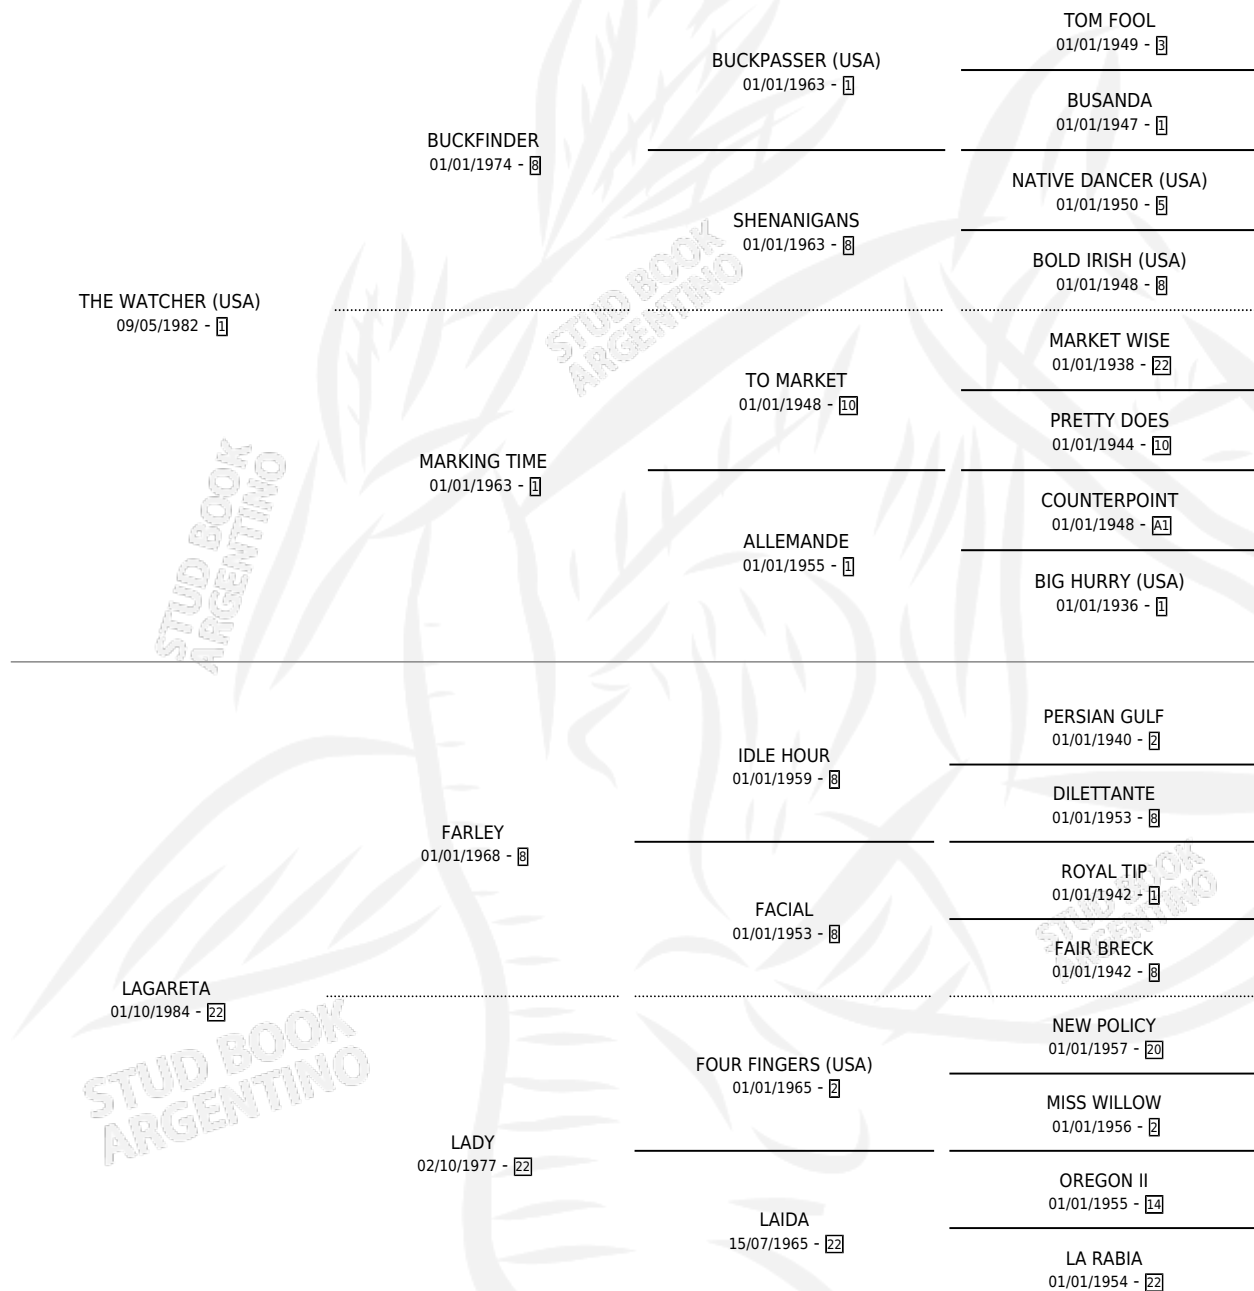 TOM FOOL
01/01/1949 - 3
BUCKPASSER (USA)
01/01/1963 - 1
BUSANDA
01/01/1947 - 1
BUCKFINDER
01/01/1974 - 8
NATIVE DANCER (USA)
01/01/1950 - 5
SHENANIGANS
01/01/1963 - 8
BOLD IRISH (USA)
01/01/1948 - 8
THE WATCHER (USA)
09/05/1982 - 1
MARKET WISE
01/01/1938 - 22
TO MARKET
01/01/1948 - 10
PRETTY DOES
01/01/1944 - 10
MARKING TIME
01/01/1963 - 1
COUNTERPOINT
01/01/1948 - A1
ALLEMANDE
01/01/1955 - 1
BIG HURRY (USA)
01/01/1936 - 1
PERSIAN GULF
01/01/1940 - 2
IDLE HOUR
01/01/1959 - 8
DILETTANTE
01/01/1953 - 8
FARLEY
01/01/1968 - 8
ROYAL TIP
01/01/1942 - 1
FACIAL
01/01/1953 - 8
FAIR BRECK
01/01/1942 - 8
LAGARETA
01/10/1984 - 22
NEW POLICY
01/01/1957 - 20
FOUR FINGERS (USA)
01/01/1965 - 2
MISS WILLOW
01/01/1956 - 2
LADY
02/10/1977 - 22
OREGON II
01/01/1955 - 14
LAIDA
15/07/1965 - 22
LA RABIA
01/01/1954 - 22
STUD BOOK
ARGENTINO
STUD BOOK
ARGENTINO
STUD BOOK
ARGENTINO
STUD BOOK
ARGENTINO